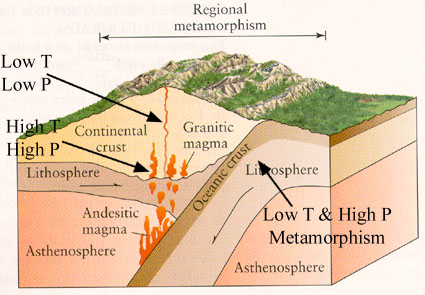 Regional
metamorphism
Low T
Low P
High T
High P
Continental
crust
Granitic
magma
Lithosphere
Oceanic crust
Lithosphere
Andesitic
magma
Low T & High P
Metamorphism
Asthenosphere
Asthenosphere